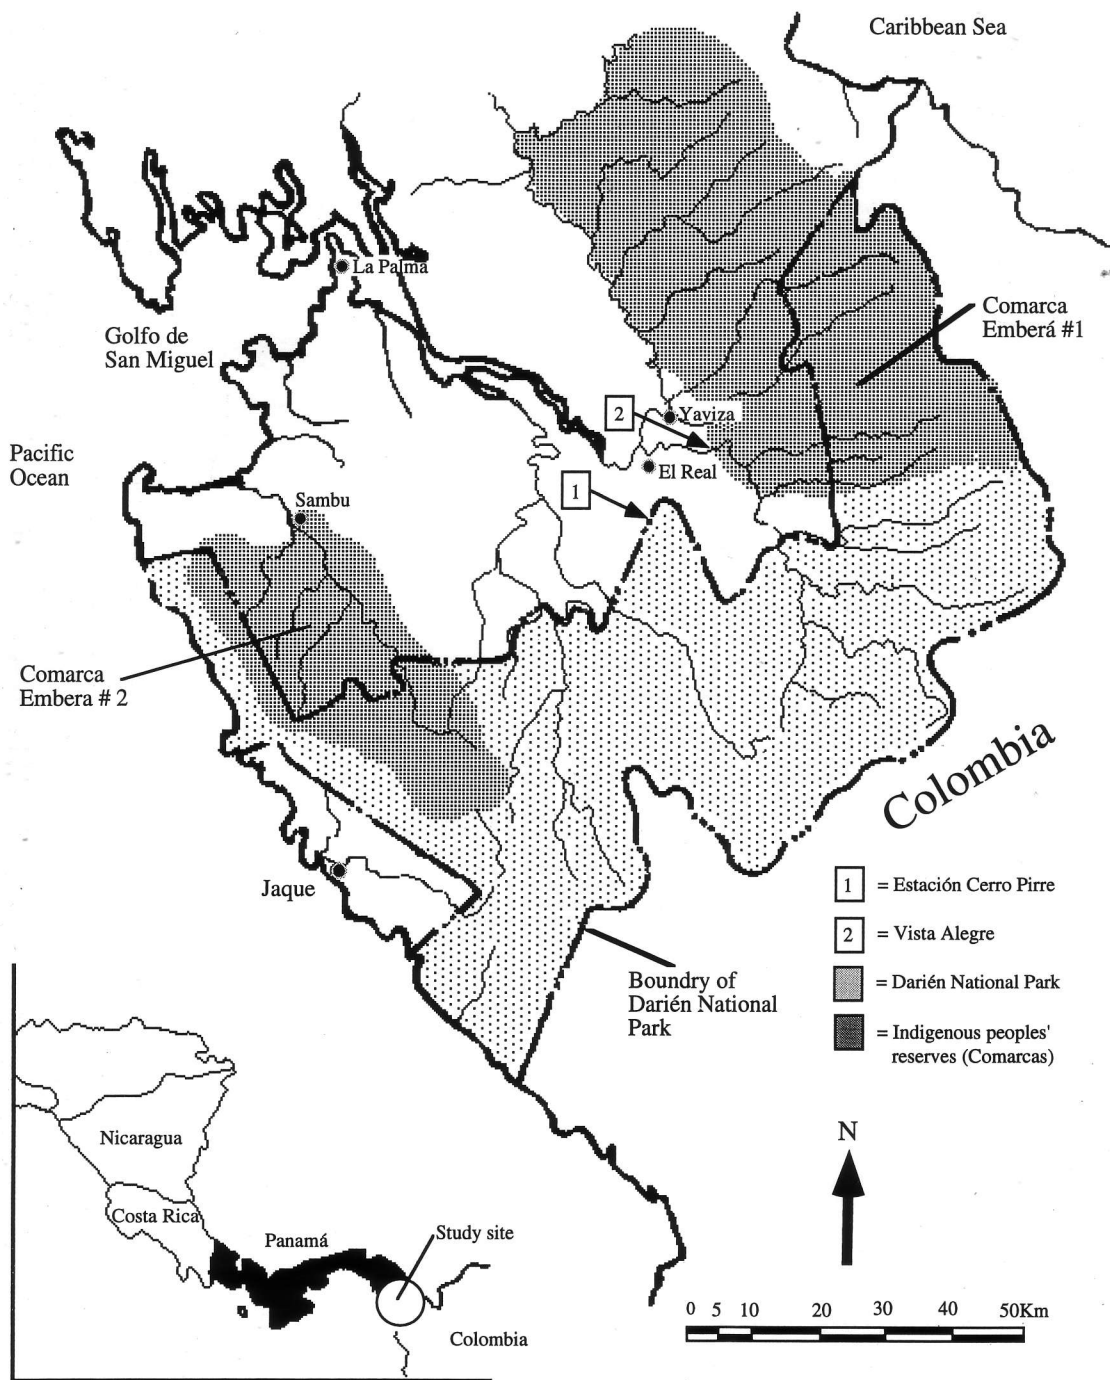 Caribbean Sea
La Palma
Golfo de
San Miguel
Comarca
Emberá #1
2
Yaviza
Pacific
Ocean
El Real
1
Sambu
Comarca
Embera # 2
Colombia
Jaque
1 = Estación Cerro Pirre
2 = Vista Alegre
= Darién National Park
= Indigenous peoples'
reserves (Comarcas)
Boundry of
Darién National
Park
N
Nicaragua
Costa Rica
Panamá
Study site
Colombia
0 5 10 20 30 40 50Km